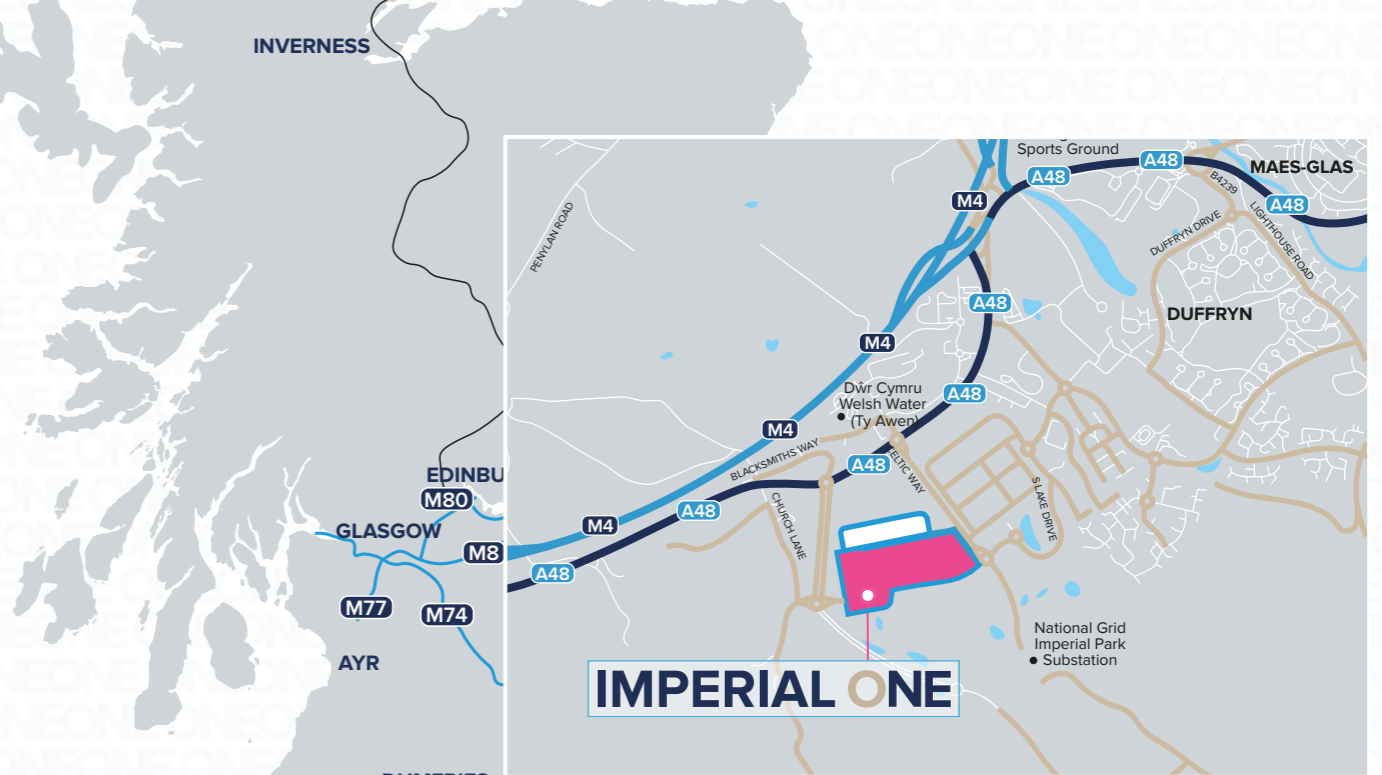 INVERNESS
EDINBU
M80
GLASGOW
M8
M77
M74
AYR
Sports Ground
A48
A48
MAES-GLAS
B4239
A48
M4
LIGHTHOUSE ROAD
DUFFRYN DRIVE
PENYLAN ROAD
A48
DUFFRYN
M4
Dŵr Cymru
Welsh Water
(Ty Awen)
A48
M4
BLACKSMITHS WAY
A48
CELTIC WAY
S LAKE DRIVE
A48
CHURCH LANE
M4
A48
National Grid
Imperial Park
Substation
IMPERIAL ONE